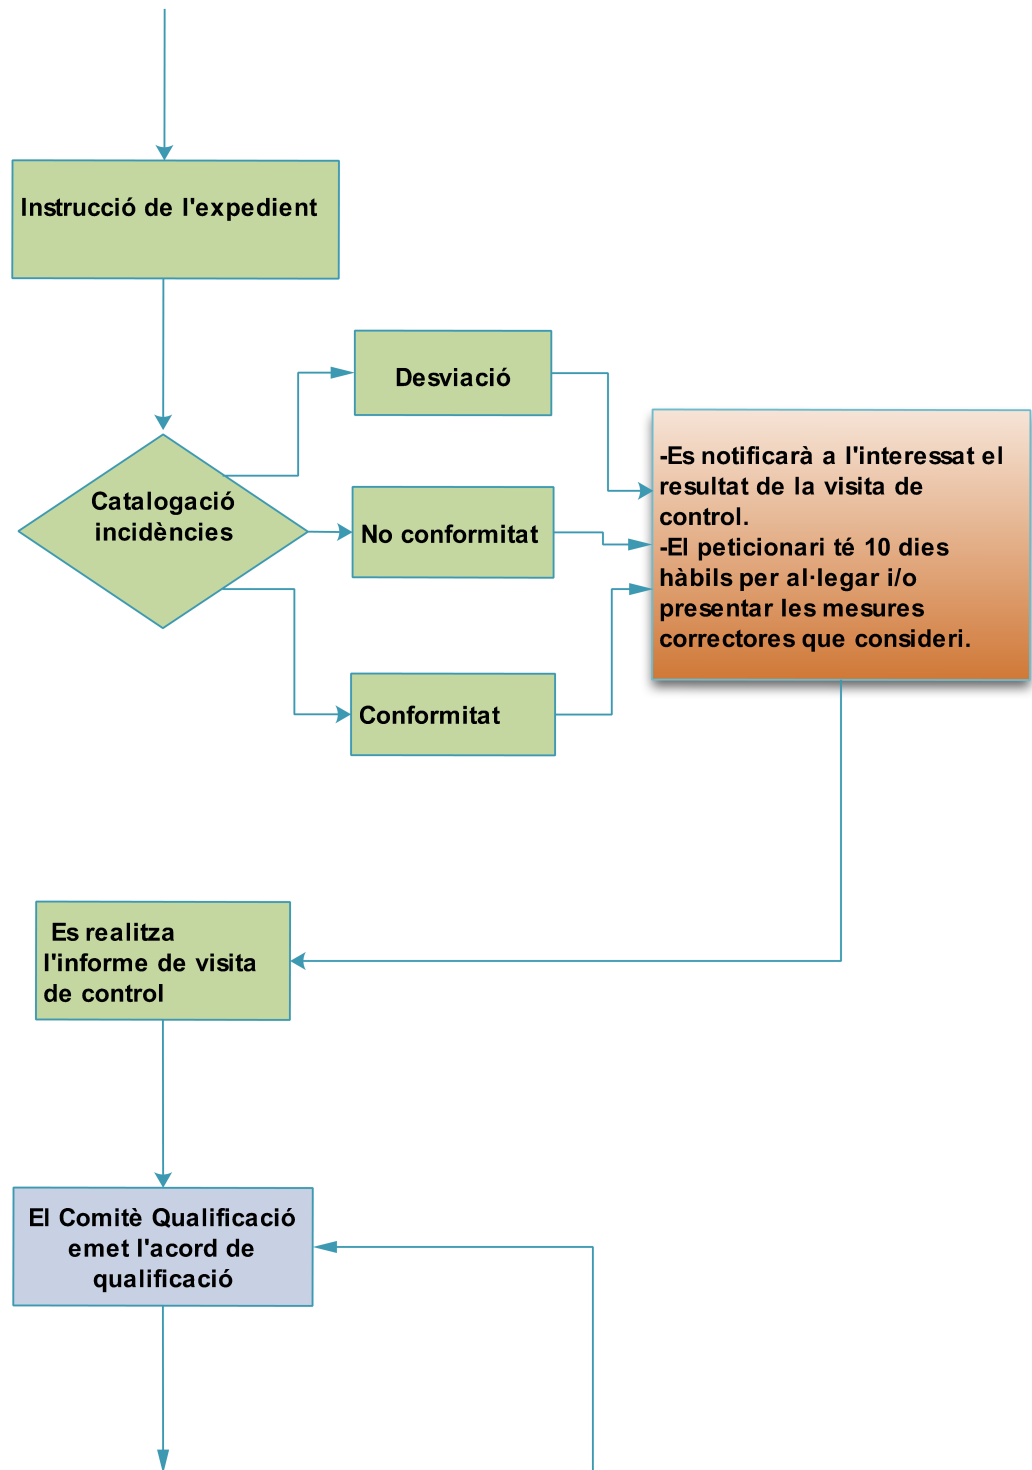 Instrucció de l'expedient
Desviació
Catalogació
incidències
No conformitat
Conformitat
-Es notificarà a l'interessat el
resultat de la visita de
control.
-El peticionari té 10 dies
hàbils per al·legar i/o
presentar les mesures
correctores que consideri.
Es realitza
l'informe de visita
de control
El Comitè Qualificació
emet l'acord de
qualificació